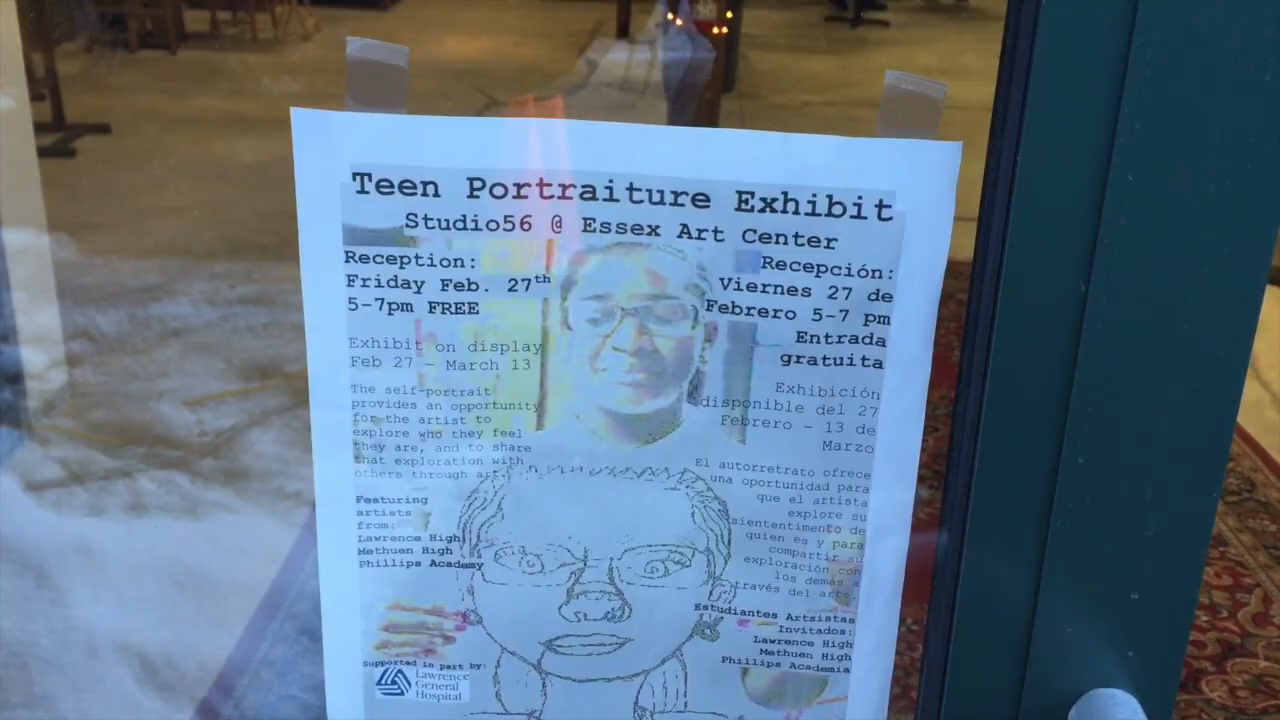 Teen Portraiture Exhibit
Studio56 @ Essex Art Center
Reception:
Friday Feb. 27th
5-7pm FREE
Exhibit on display
Feb 27 - March 13
The self-portrait
provides an opportunity
for the artist to
explore who they feel
they are, and to share
that exploration with
others through art.
Featuring
artists
from:
Lawrence High
Methuen High
Phillips Academy
Supported in part by:
Lawrence
General
Hospital
Recepción:
Viernes 27 de
Febrero 5-7 pm
Entrada
gratuita
Exhibición
disponible del 27
Febrero - 13 de
Marzo
El autorretrato ofrece
una oportunidad para
que el artista
explore su
siententimento de
quien es y para
compartir su
exploración con
los demás a
través del arte.
Estudiantes Artsistas
Invitados:
Lawrence High
Methuen High
Phillips Academia